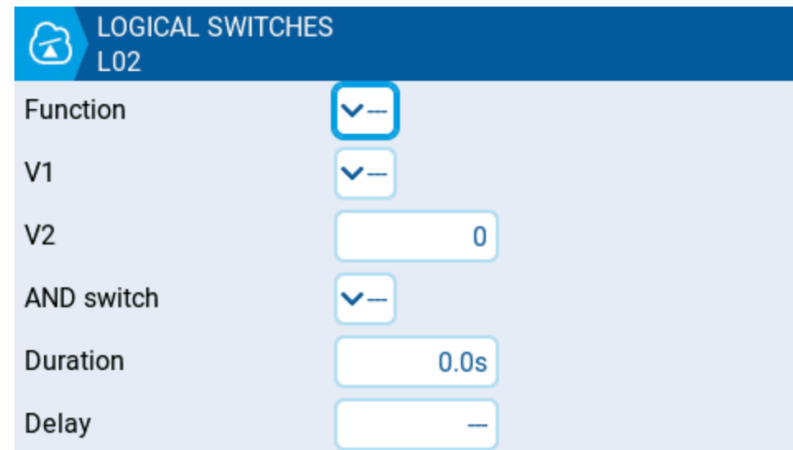 LOGICAL SWITCHES
L02
Function ---
V1 ---
V2 0
AND switch ---
Duration 0.0s
Delay ---